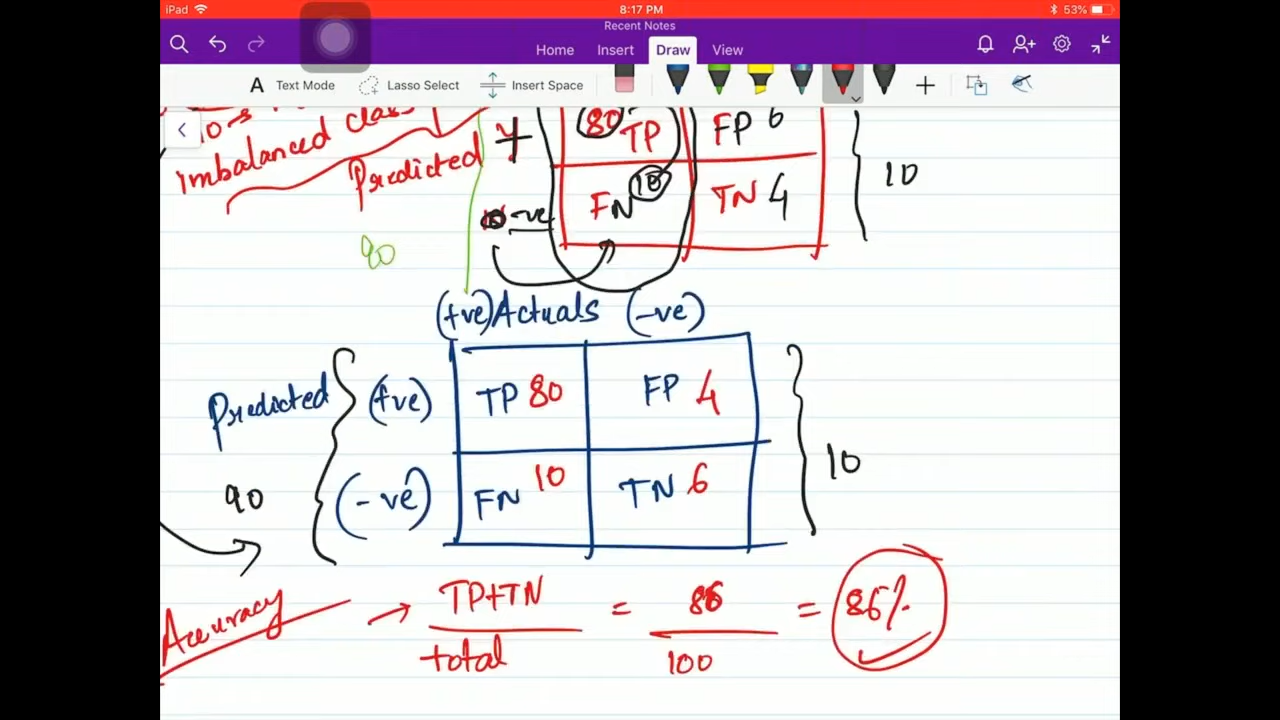 iPad 8:17 PM 53%
Recent Notes
Home Insert Draw View
A Text Mode Lasso Select Insert Space
Imbalanced class
80 TP FP 6
Predicted +
FN 10 TN 4 10
-ve
90
(+ve) Actuals (-ve)
Predicted (+ve) TP 80 FP 4
90 (-ve) FN 10 TN 6 10
Accuracy → TP+TN = 86 = 86%
total 100